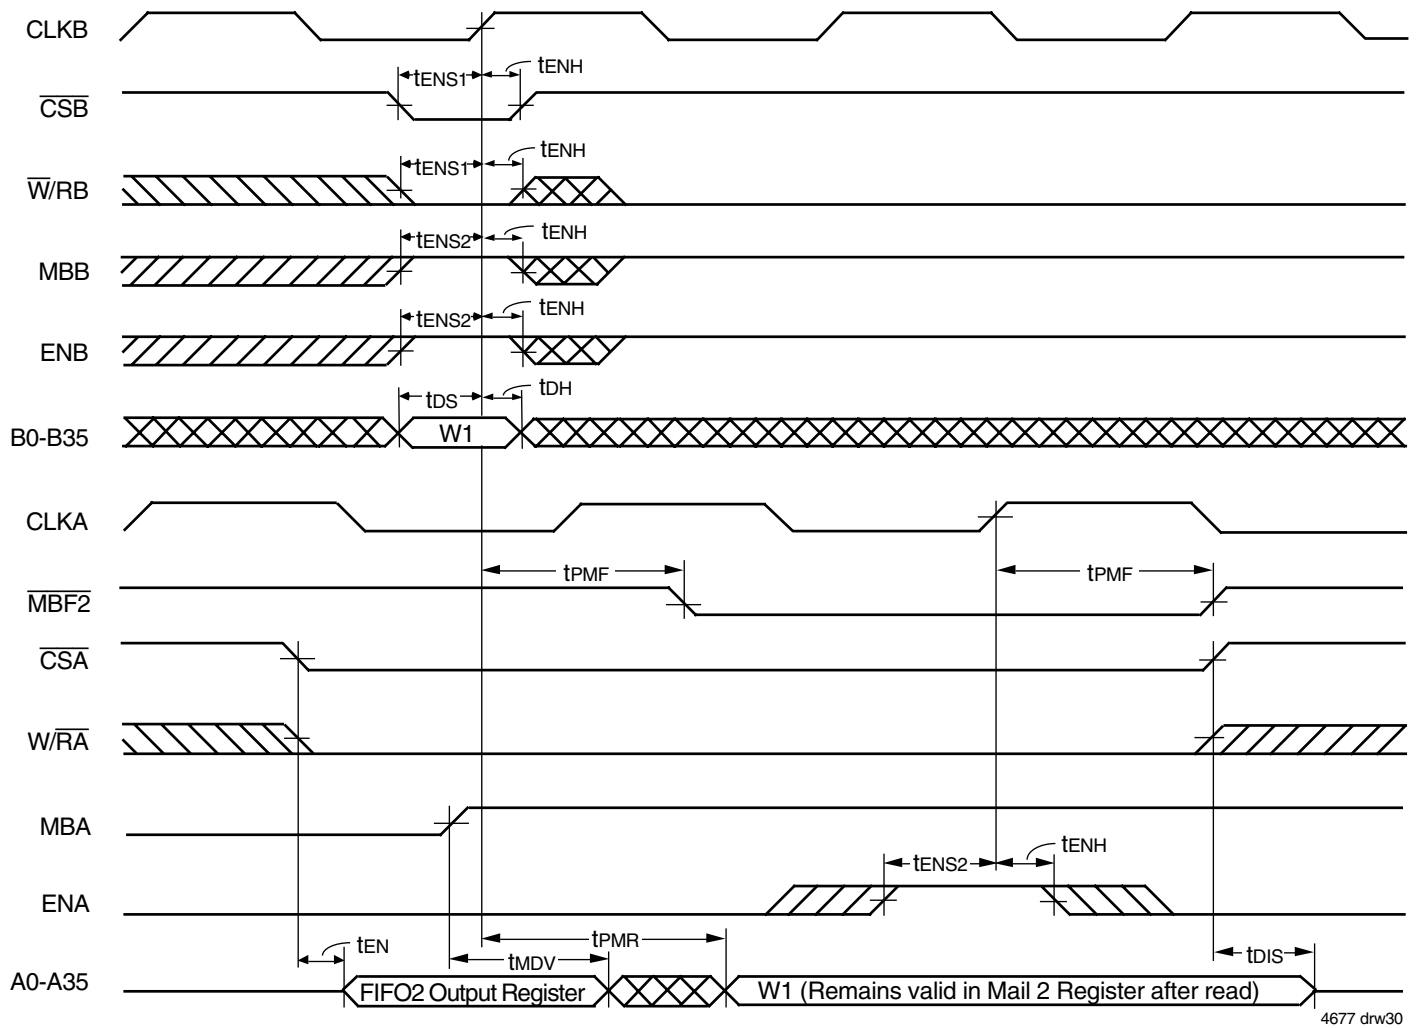 CLKB
tENS1
tENH
CSB
tENS1
tENH
W/RB
tENS2
tENH
MBB
tENS2
tENH
ENB
tDS
tDH
B0-B35
W1
CLKA
tPMF
tPMF
MBF2
CSA
W/RA
MBA
tENS2
tENH
ENA
tEN
tPMR
tMDV
tDIS
A0-A35
FIFO2 Output Register
W1 (Remains valid in Mail 2 Register after read)
4677 drw30